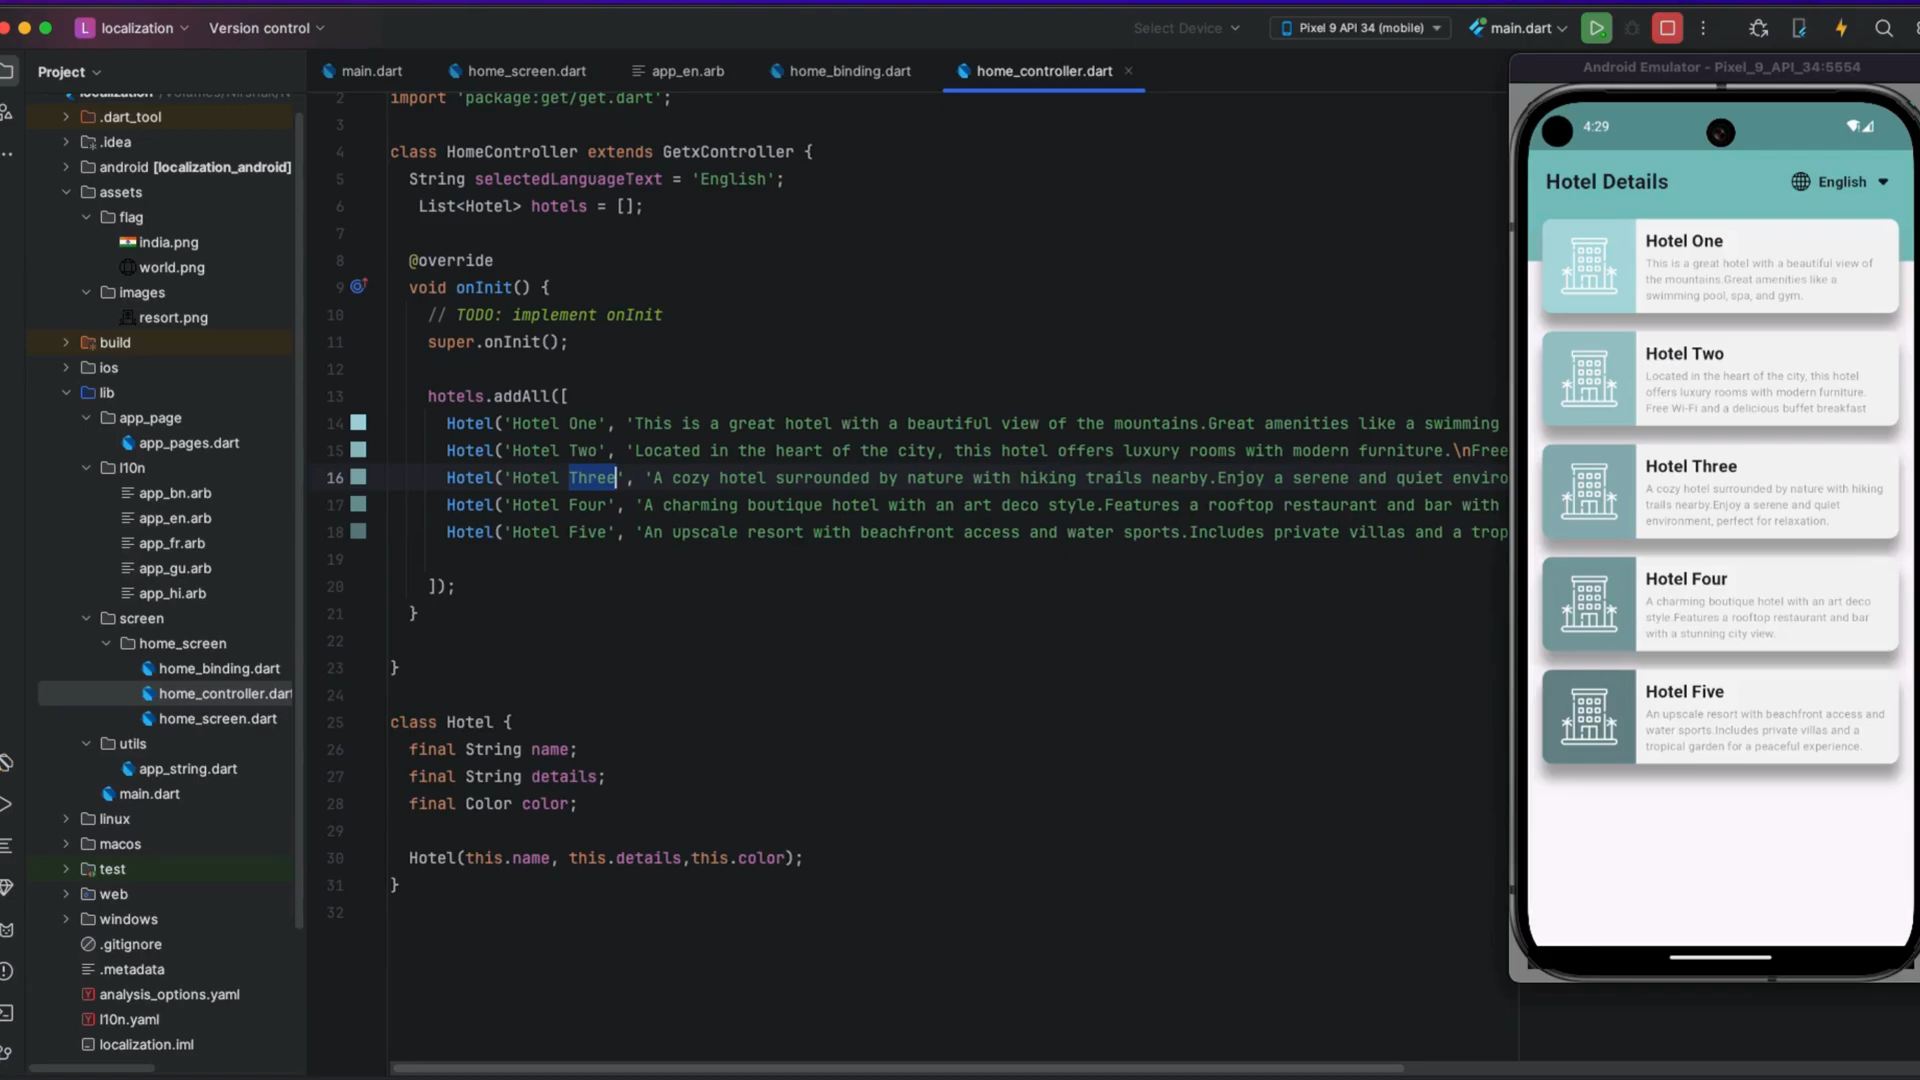 L localization
Version control
Select Device
Pixel 9 API 34 (mobile)
main.dart
Project
main.dart
home_screen.dart
app_en.arb
home_binding.dart
home_controller.dart
.dart_tool
.idea
android [localization_android]
assets
flag
india.png
world.png
images
resort.png
build
ios
lib
app_page
app_pages.dart
l10n
app_bn.arb
app_en.arb
app_fr.arb
app_gu.arb
app_hi.arb
screen
home_screen
home_binding.dart
home_controller.dart
home_screen.dart
utils
app_string.dart
main.dart
linux
macos
test
web
windows
.gitignore
.metadata
analysis_options.yaml
l10n.yaml
localization.iml
2 import 'package:get/get.dart';
3
4 class HomeController extends GetxController {
5 String selectedLanguageText = 'English';
6 List<Hotel> hotels = [];
7
8 @override
9 void onInit() {
10 // TODO: implement onInit
11 super.onInit();
12
13 hotels.addAll([
14 Hotel('Hotel One', 'This is a great hotel with a beautiful view of the mountains.Great amenities like a swimming
15 Hotel('Hotel Two', 'Located in the heart of the city, this hotel offers luxury rooms with modern furniture.\nFree
16 Hotel('Hotel Three', 'A cozy hotel surrounded by nature with hiking trails nearby.Enjoy a serene and quiet enviro
17 Hotel('Hotel Four', 'A charming boutique hotel with an art deco style.Features a rooftop restaurant and bar with
18 Hotel('Hotel Five', 'An upscale resort with beachfront access and water sports.Includes private villas and a trop
19
20 ]);
21 }
22
23 }
24
25 class Hotel {
26 final String name;
27 final String details;
28 final Color color;
29
30 Hotel(this.name, this.details,this.color);
31 }
32
Android Emulator - Pixel_9_API_34:5554
4:29
Hotel Details
English
Hotel One
This is a great hotel with a beautiful view of
the mountains.Great amenities like a
swimming pool, spa, and gym.
Hotel Two
Located in the heart of the city, this hotel
offers luxury rooms with modern furniture.
Free Wi-Fi and a delicious buffet breakfast
Hotel Three
A cozy hotel surrounded by nature with hiking
trails nearby.Enjoy a serene and quiet
environment, perfect for relaxation.
Hotel Four
A charming boutique hotel with an art deco
style.Features a rooftop restaurant and bar
with a stunning city view.
Hotel Five
An upscale resort with beachfront access and
water sports.Includes private villas and a
tropical garden for a peaceful experience.